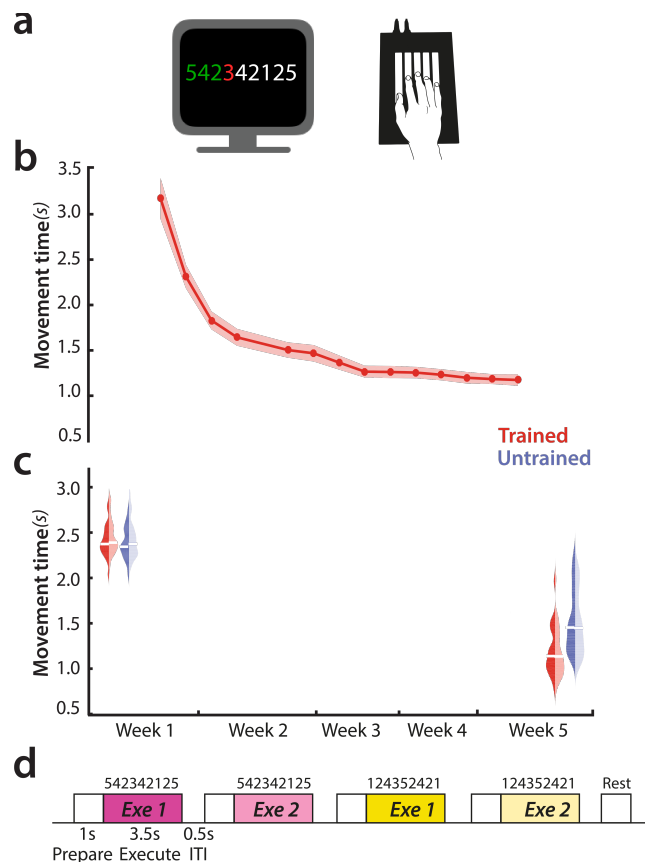 a
542342125
b
3.5
3.0
2.5
2.0
1.5
1.0
0.5
Movement time(s)
Trained
Untrained
c
3.0
2.5
2.0
1.5
1.0
0.5
Movement time(s)
Week 1 Week 2 Week 3 Week 4 Week 5
d
542342125 542342125 124352421 124352421 Rest
Exe 1 Exe 2 Exe 1 Exe 2
1s 3.5s 0.5s
Prepare Execute ITI